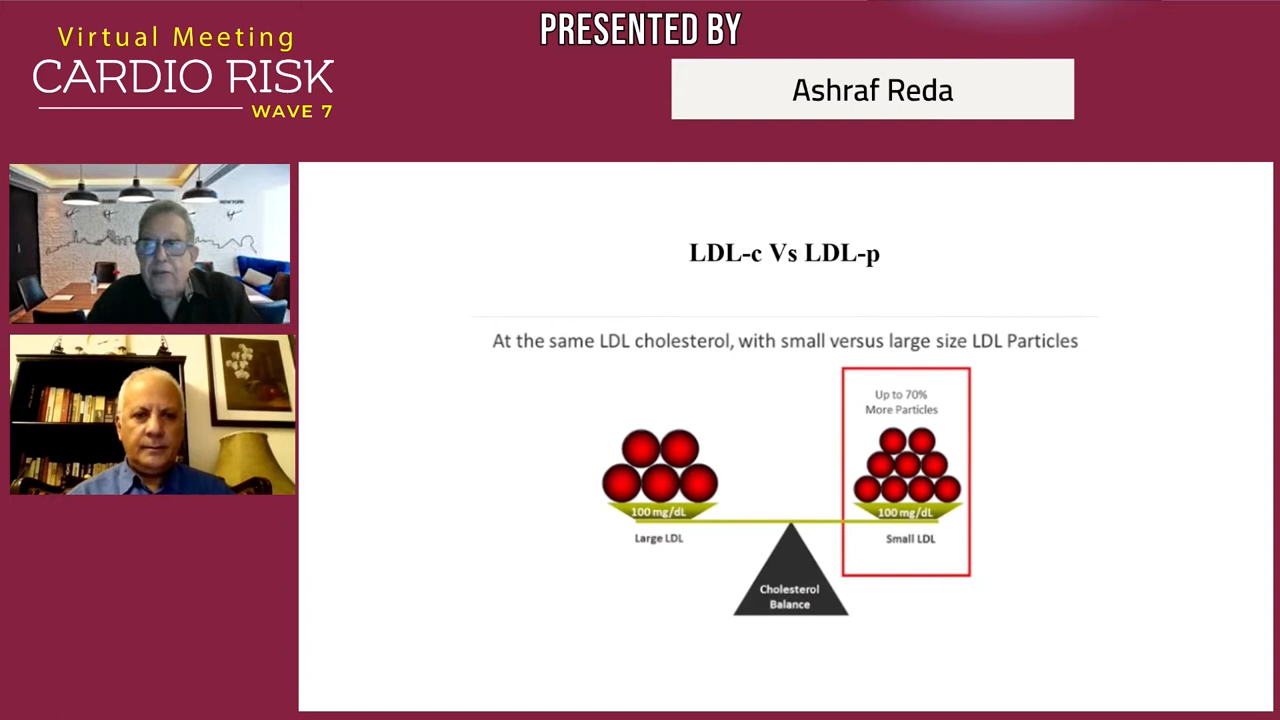 Virtual Meeting
CARDIO RISK
WAVE 7
PRESENTED BY
Ashraf Reda
NEW YORK
LDL-c Vs LDL-p
At the same LDL cholesterol, with small versus large size LDL Particles
Up to 70%
More Particles
100 mg/dL
100 mg/dL
Large LDL
Small LDL
Cholesterol
Balance